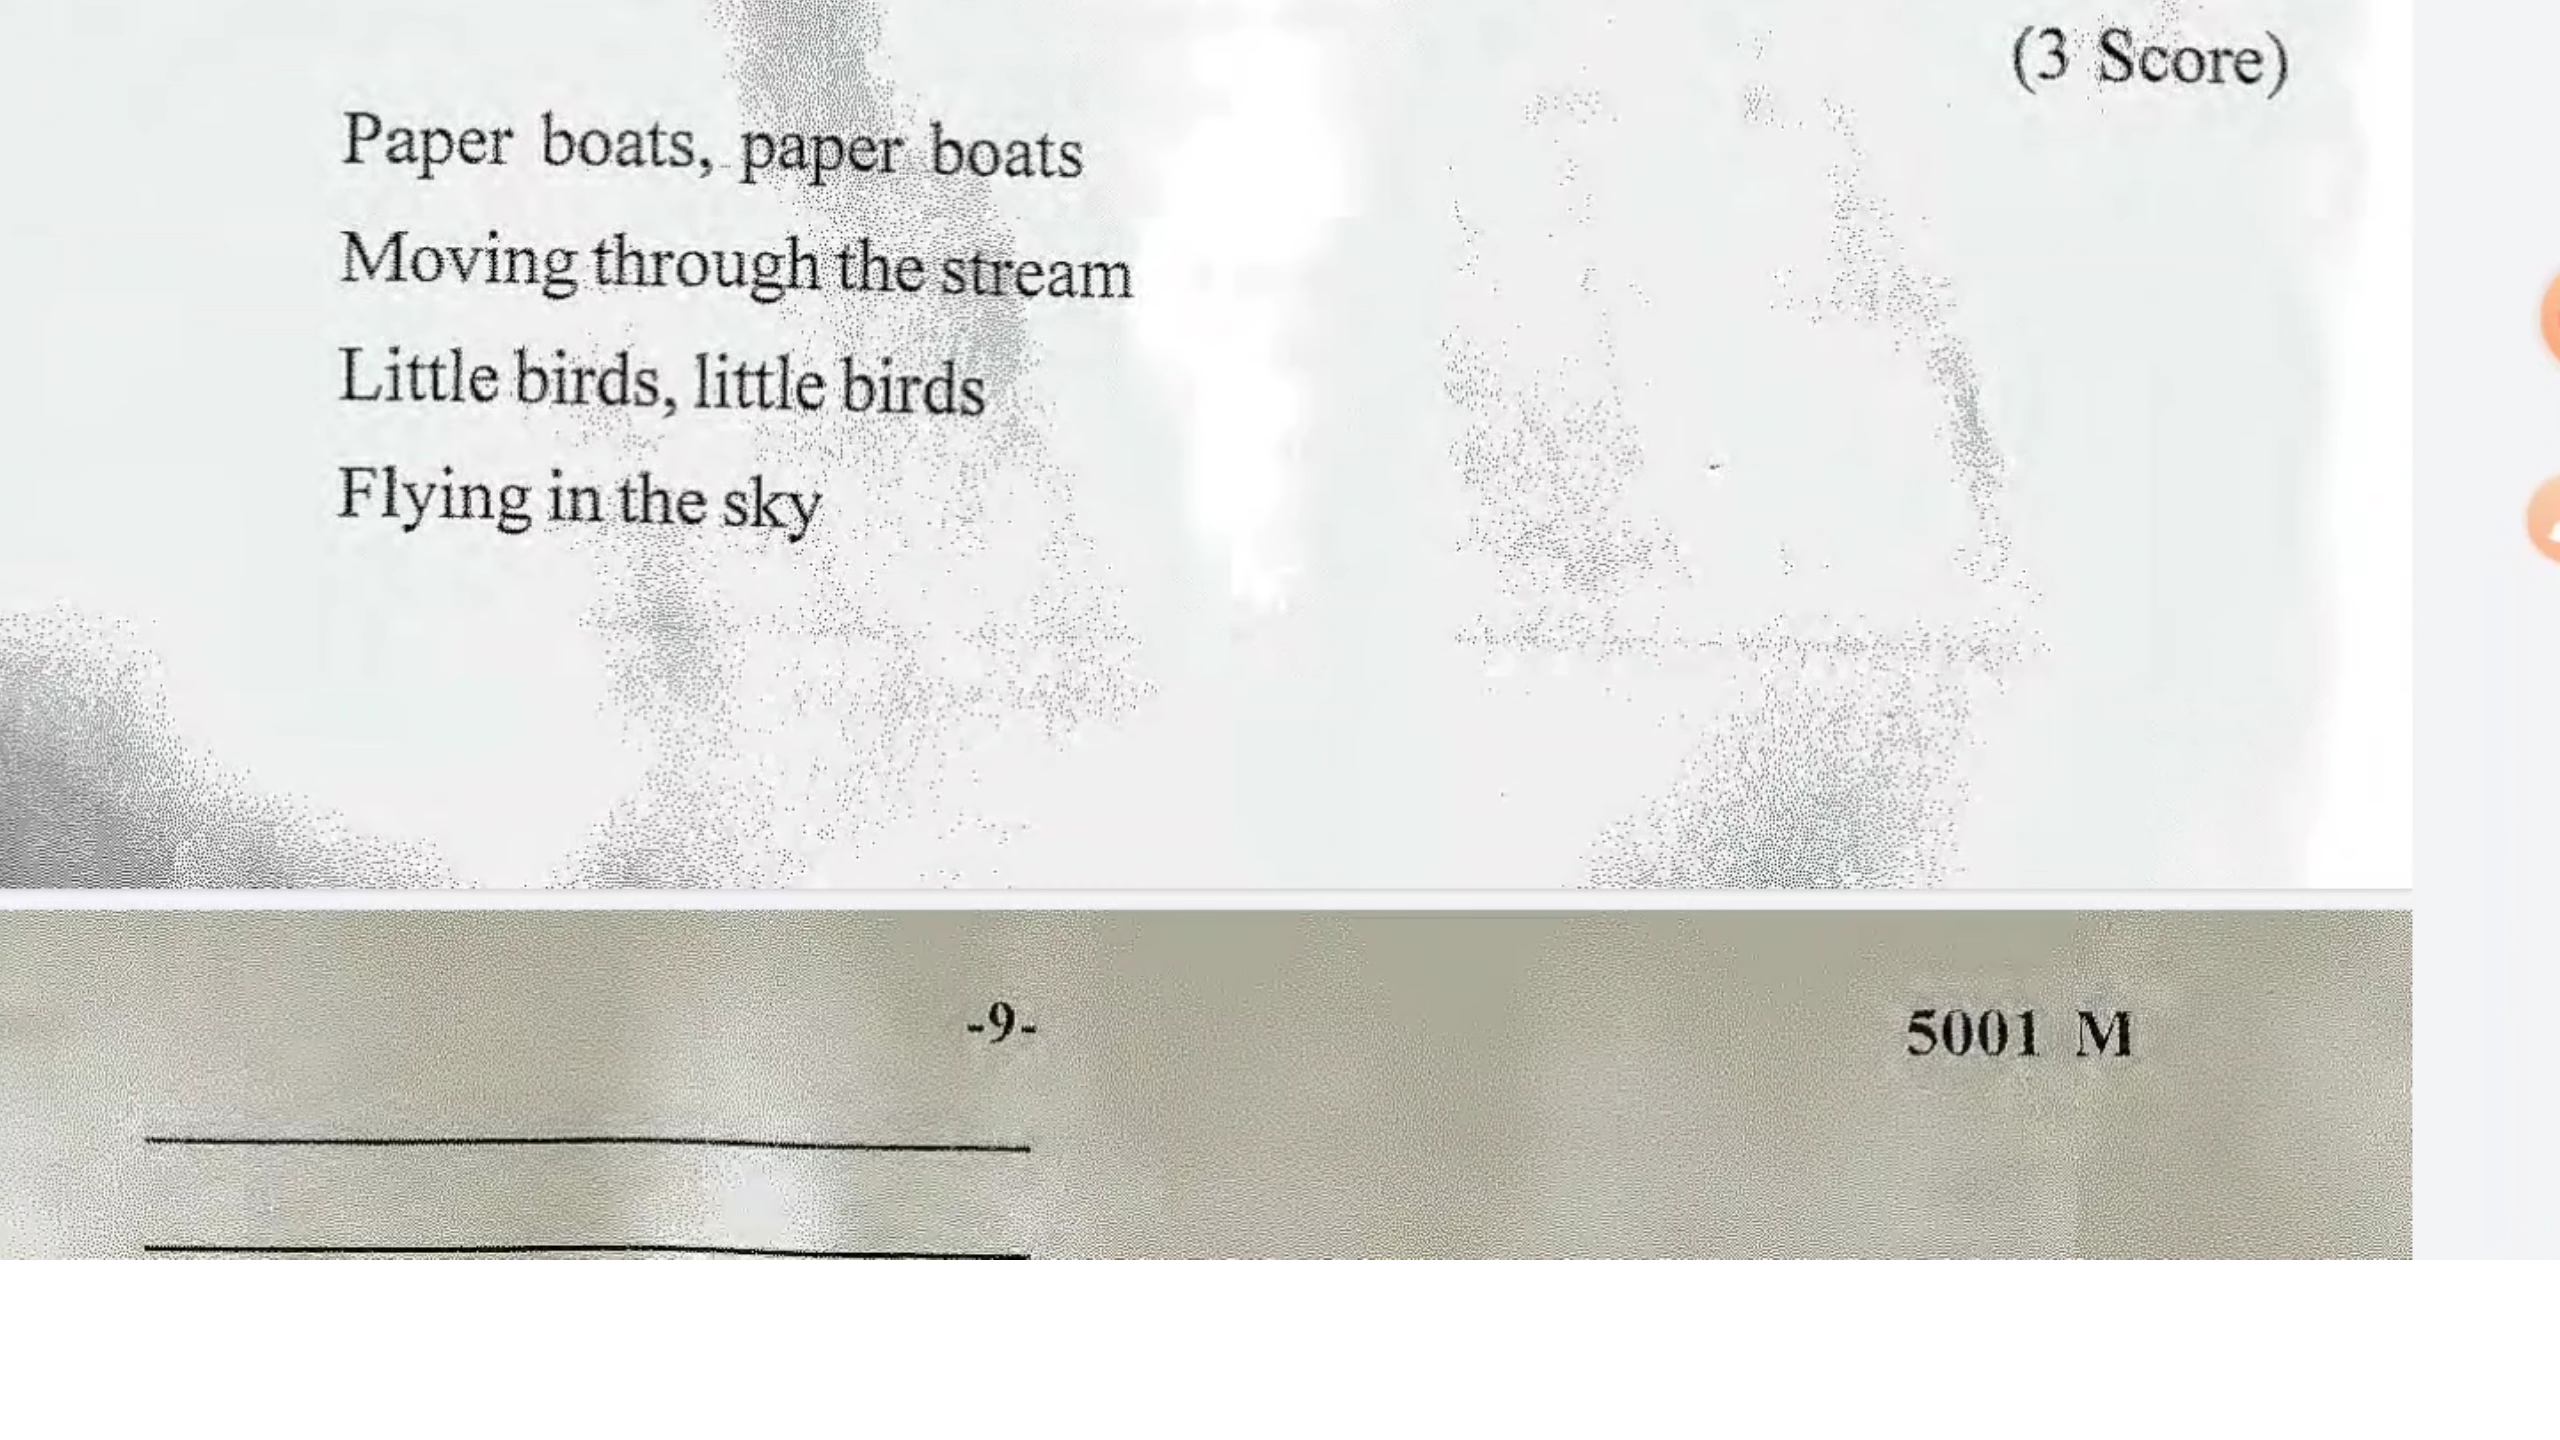 (3 Score)
Paper boats, paper boats
Moving through the stream
Little birds, little birds
Flying in the sky
-9-
5001 M